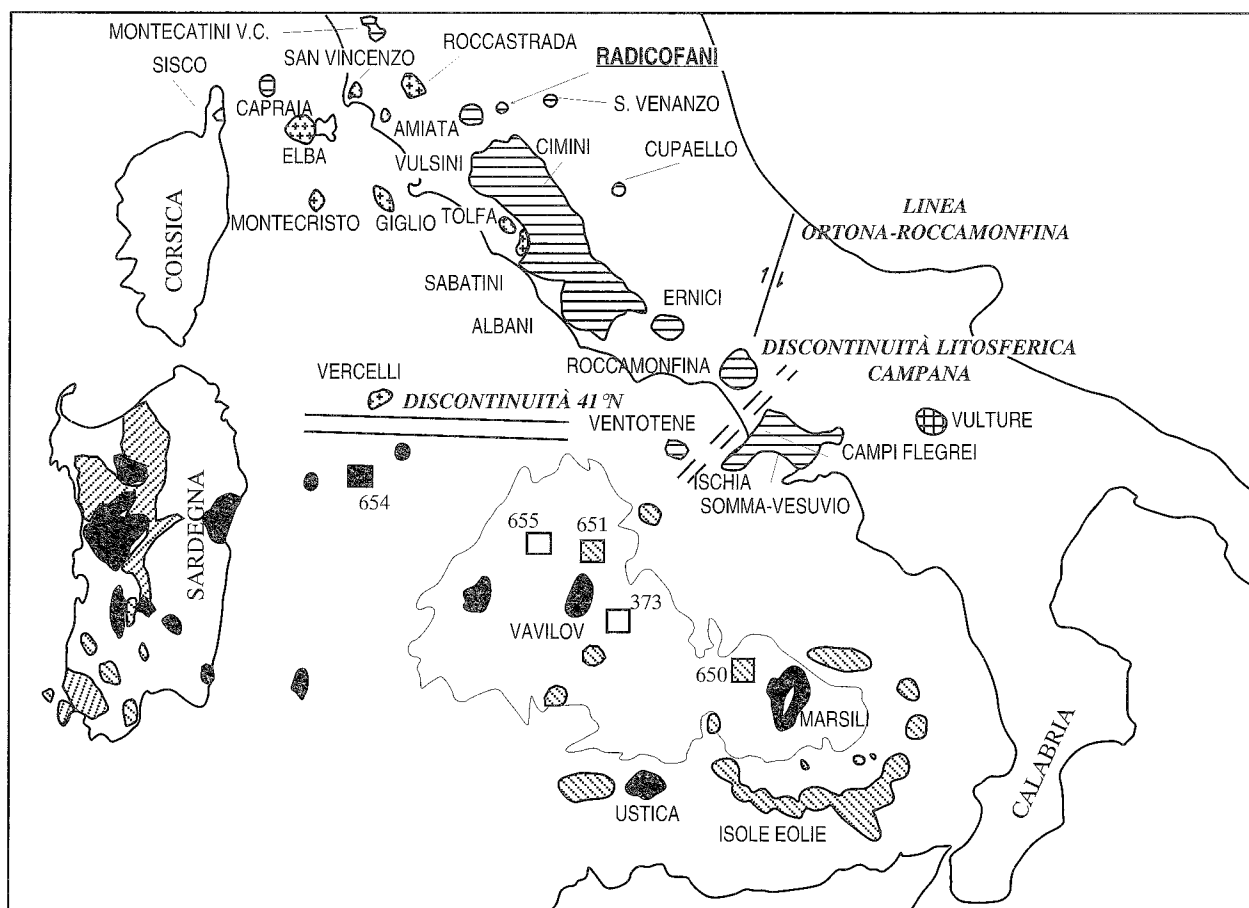 MONTECATINI V.C.
SAN VINCENZO
ROCCASTRADA
SISCO
RADICOFANI
CAPRAIA
AMIATA
S. VENANZO
ELBA
VULSINI
CIMINI
CUPAELLO
CORSICA
MONTECRISTO
GIGLIO
TOLFA
LINEA
ORTONA-ROCCAMONFINA
SABATINI
ALBANI
ERNICI
ROCCAMONFINA
DISCONTINUITÀ LITOSFERICA
CAMPANA
VERCELLI
DISCONTINUITÀ 41°N
VENTOTENE
VULTURE
CAMPI FLEGREI
ISCHIA
SOMMA-VESUVIO
654
SARDEGNA
655
651
373
VAVILOV
650
MARSILI
USTICA
ISOLE EOLIE
CALABRIA